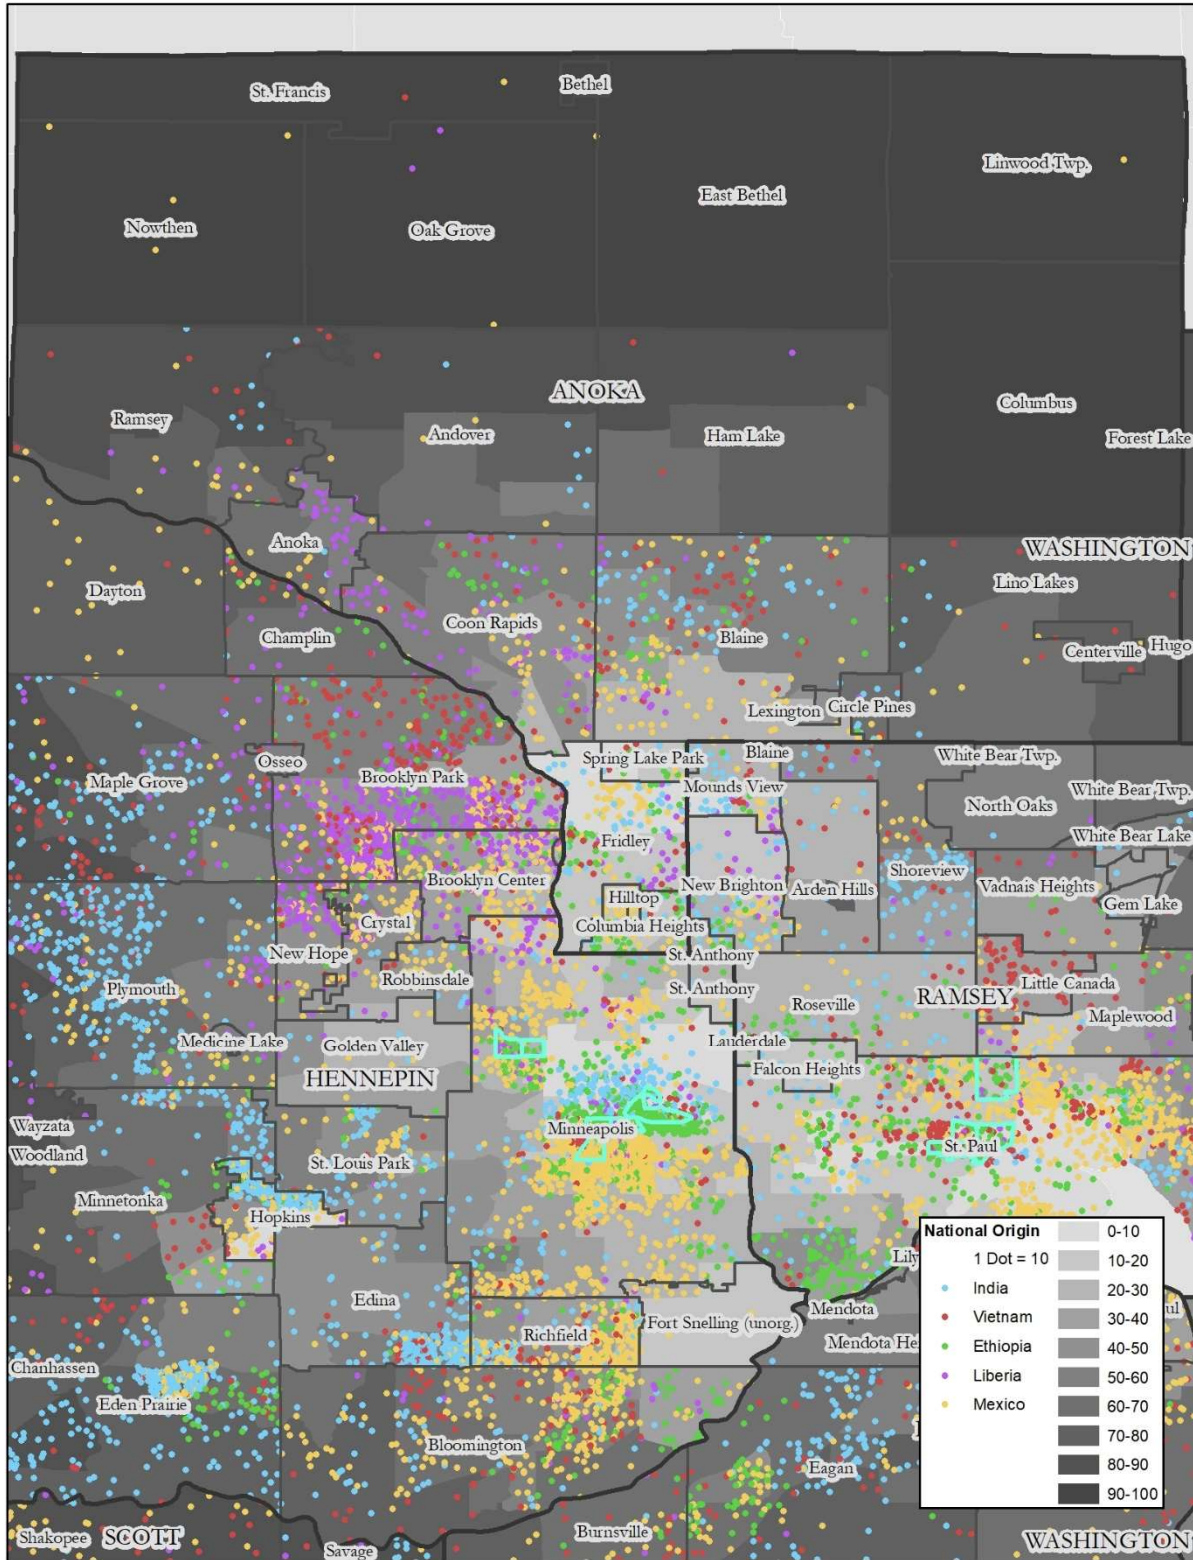 St. Francis
Bethel
Linwood Twp.
East Bethel
Nowthen
Oak Grove
ANOKA
Columbus
Ramsey
Andover
Ham Lake
Forest Lake
Anoka
WASHINGTON
Dayton
Lino Lakes
Coon Rapids
Champlin
Blaine
Centerville
Hugo
Lexington
Circle Pines
Osseo
Spring Lake Park
Blaine
White Bear Twp.
Maple Grove
Brooklyn Park
Mounds View
North Oaks
White Bear Twp.
Fridley
White Bear Lake
Brooklyn Center
New Brighton
Arden Hills
Shoreview
Vadnais Heights
Hilltop
Gem Lake
Crystal
Columbia Heights
New Hope
St. Anthony
Robbinsdale
Plymouth
St. Anthony
Little Canada
Roseville
RAMSEY
Maplewood
Medicine Lake
Golden Valley
Lauderdale
HENNEPIN
Falcon Heights
Wayzata
Minneapolis
Woodland
St. Louis Park
St. Paul
Minnetonka
Hopkins
Lily
National Origin
1 Dot = 10
India
Vietnam
Ethiopia
Liberia
Mexico
0-10
10-20
20-30
30-40
40-50
50-60
60-70
70-80
80-90
90-100
Edina
Mendota
ul
Richfield
Fort Snelling (unorg.)
Mendota He
Chanhassen
Eden Prairie
Bloomington
Eagan
Shakopee
SCOTT
Burnsville
WASHINGTON
Savage